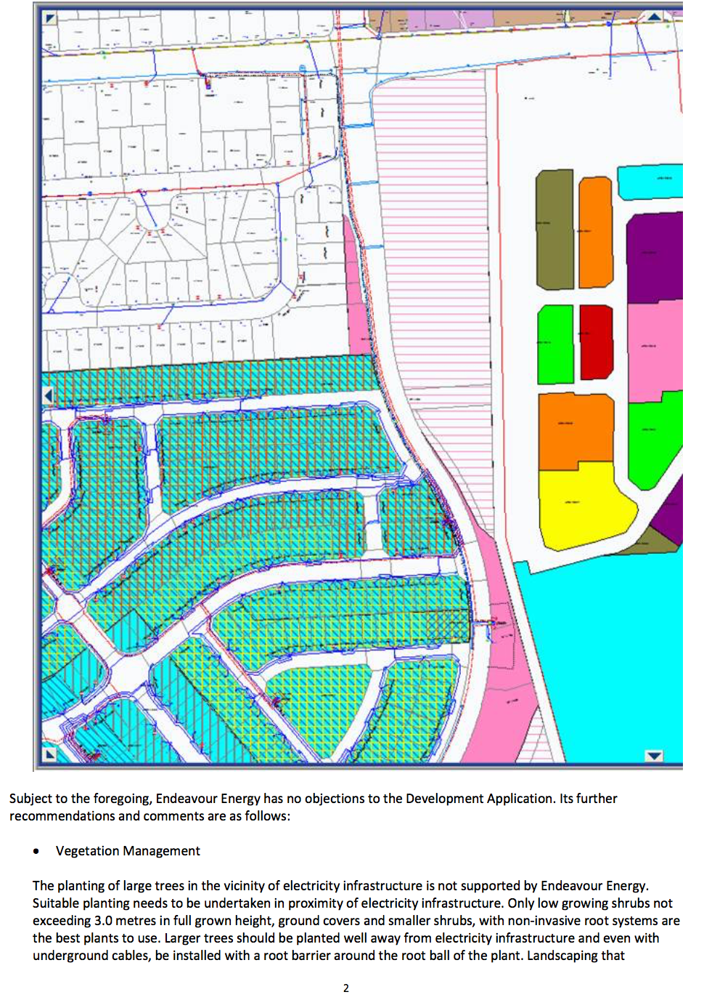 Subject to the foregoing, Endeavour Energy has no objections to the Development Application. Its further
recommendations and comments are as follows:
• Vegetation Management
The planting of large trees in the vicinity of electricity infrastructure is not supported by Endeavour Energy.
Suitable planting needs to be undertaken in proximity of electricity infrastructure. Only low growing shrubs not
exceeding 3.0 metres in full grown height, ground covers and smaller shrubs, with non-invasive root systems are
the best plants to use. Larger trees should be planted well away from electricity infrastructure and even with
underground cables, be installed with a root barrier around the root ball of the plant. Landscaping that
2